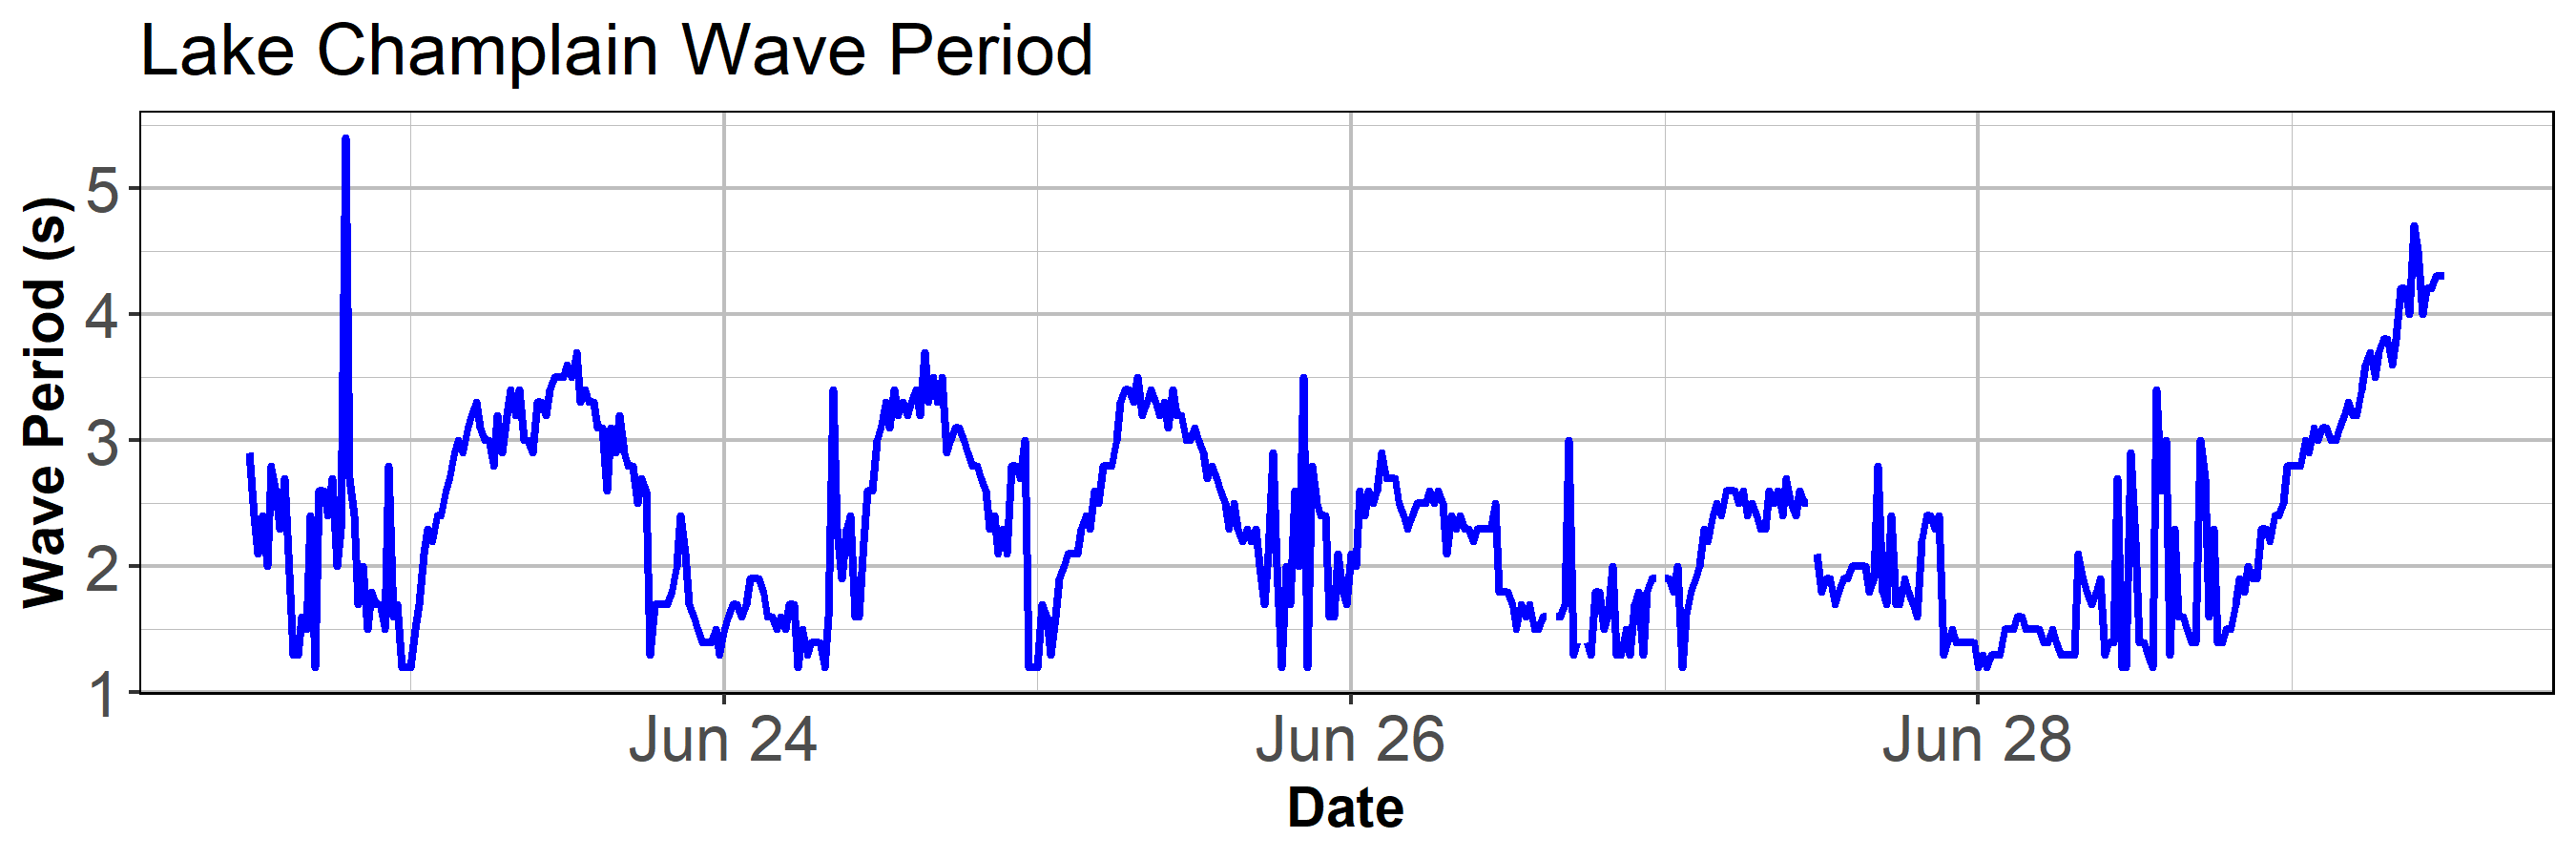 Lake Champlain Wave Period
Wave Period (s)
5
4
3
2
1
Jun 24
Jun 26
Jun 28
Date